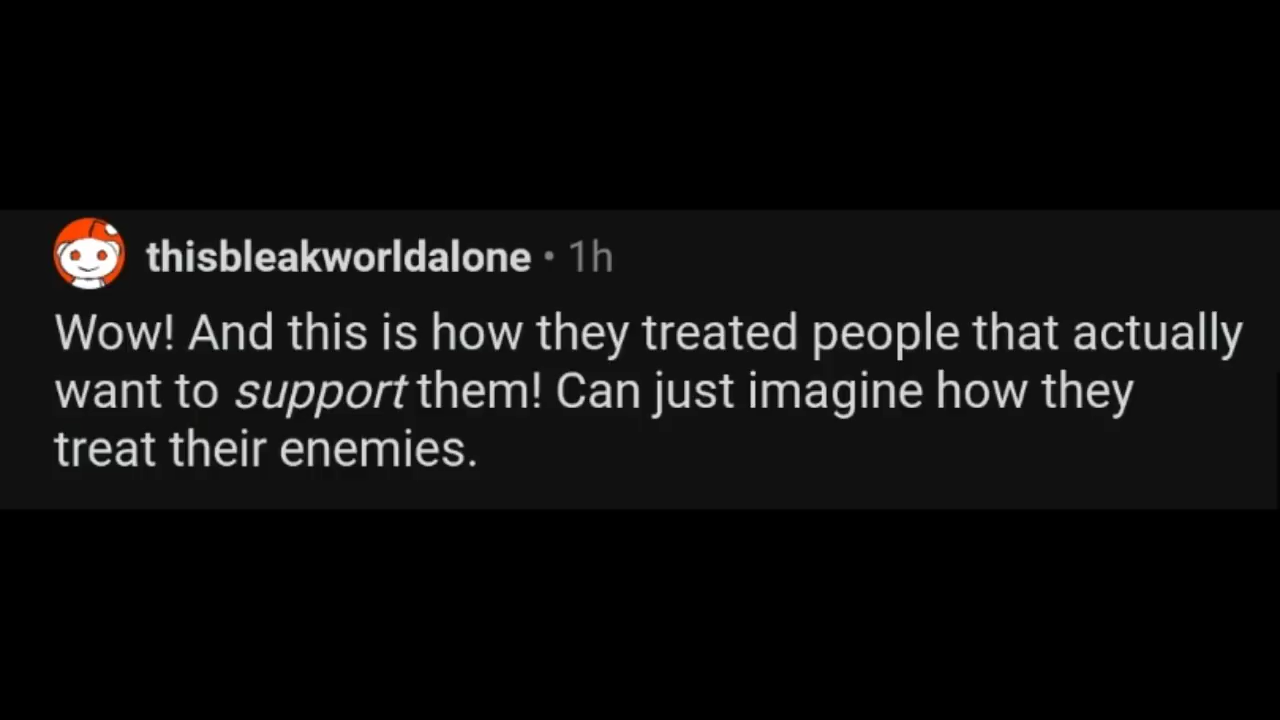 thisbleakworldalone • 1h
Wow! And this is how they treated people that actually
want to support them! Can just imagine how they
treat their enemies.